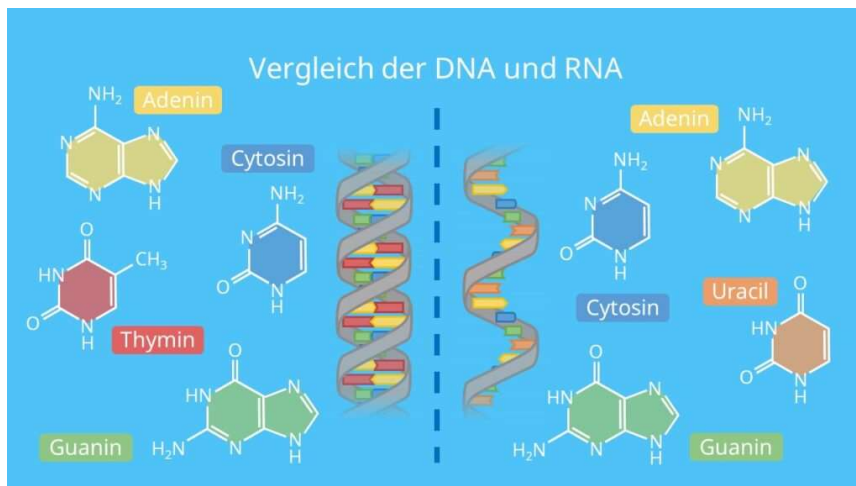 Vergleich der DNA und RNA
NH₂
Adenin
N
N
N
N
H
Cytosin
NH₂
N
O
N
H
O
CH₃
HN
O
N
H
Thymin
O
HN
N
H₂N
N
N
H
Guanin
Adenin
NH₂
N
N
N
N
H
NH₂
N
O
N
H
Cytosin
Uracil
O
HN
O
N
H
O
HN
N
H₂N
N
N
H
Guanin